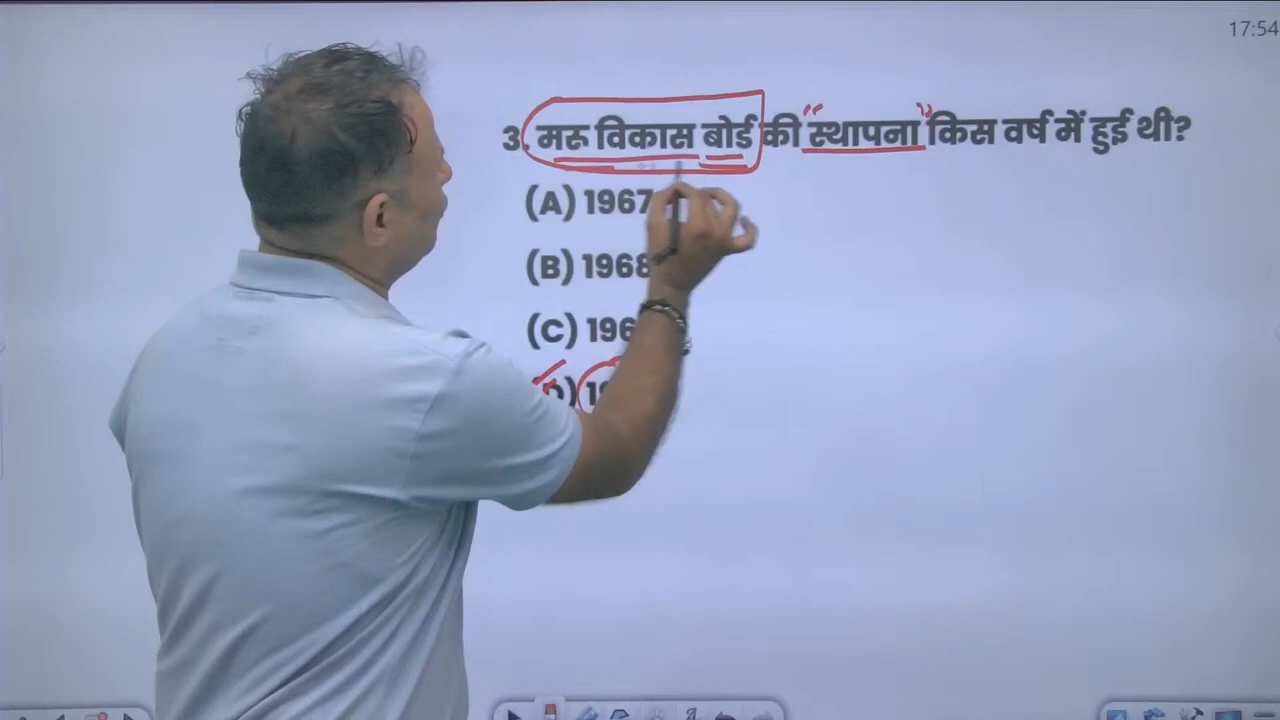 17:54
3. मरू विकास बोर्ड की "स्थापना" किस वर्ष में हुई थी?
(A) 1967
(B) 1968
(C)
(D)